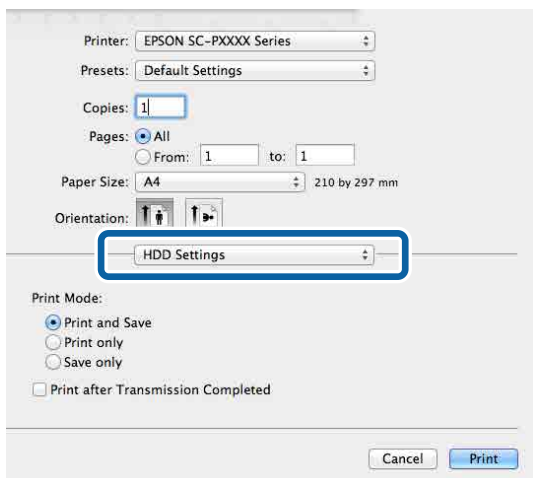 Printer: EPSON SC-PXXXX Series
Presets: Default Settings
Copies: 1
Pages: All
From: 1 to: 1
Paper Size: A4 210 by 297 mm
Orientation:
HDD Settings
Print Mode:
Print and Save
Print only
Save only
Print after Transmission Completed
Cancel Print